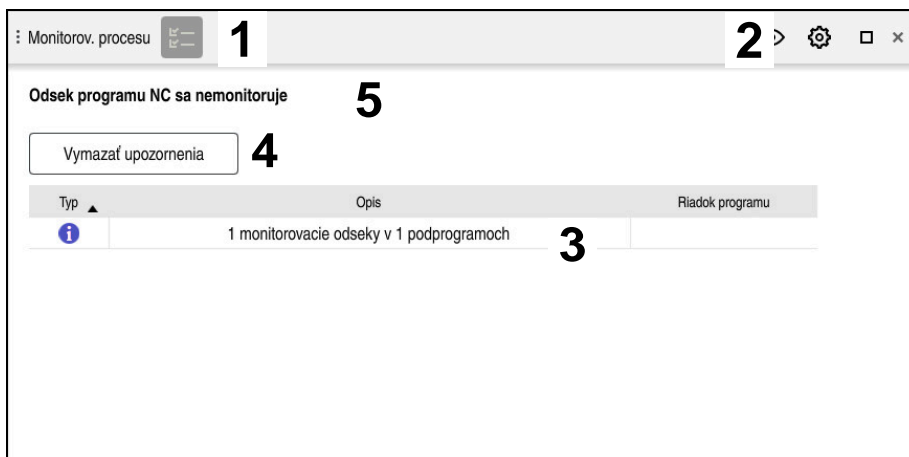 Monitorov. procesu 1 2
Odsek programu NC sa nemonitoruje 5
Vymazať upozornenia 4
Typ Opis Riadok programu
1 monitorovacie odseky v 1 podprogramoch 3